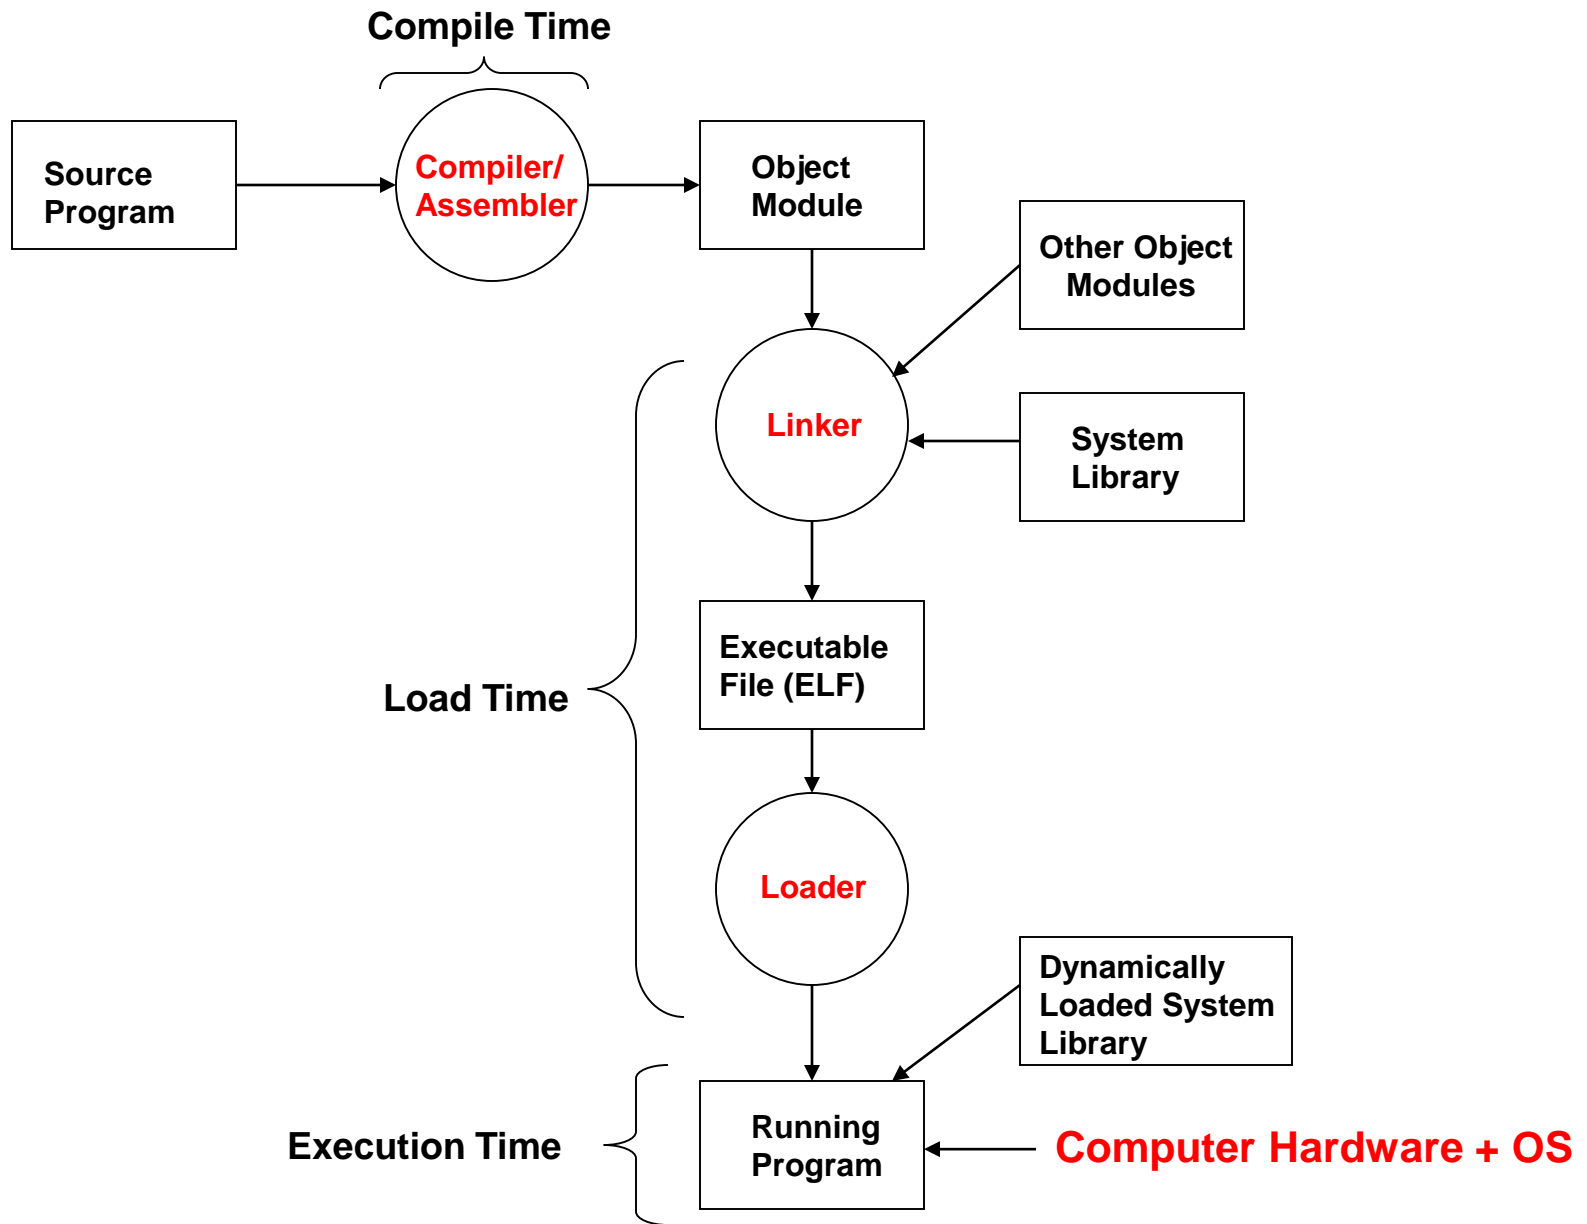 Compile Time
Source
Program
Compiler/
Assembler
Object
Module
Other Object
Modules
Linker
System
Library
Executable
File (ELF)
Load Time
Loader
Dynamically
Loaded System
Library
Execution Time
Running
Program
Computer Hardware + OS